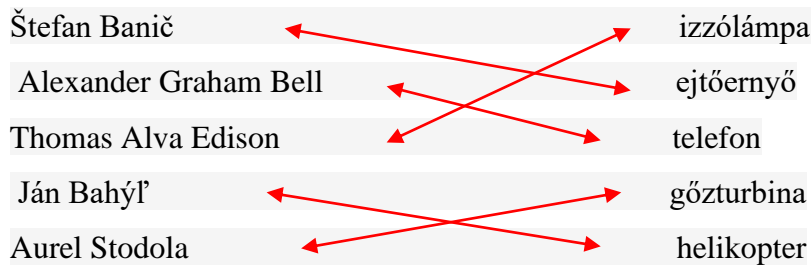 Štefan Banič izzólámpa
Alexander Graham Bell ejtőernyő
Thomas Alva Edison telefon
Ján Bahýľ gőzturbina
Aurel Stodola helikopter